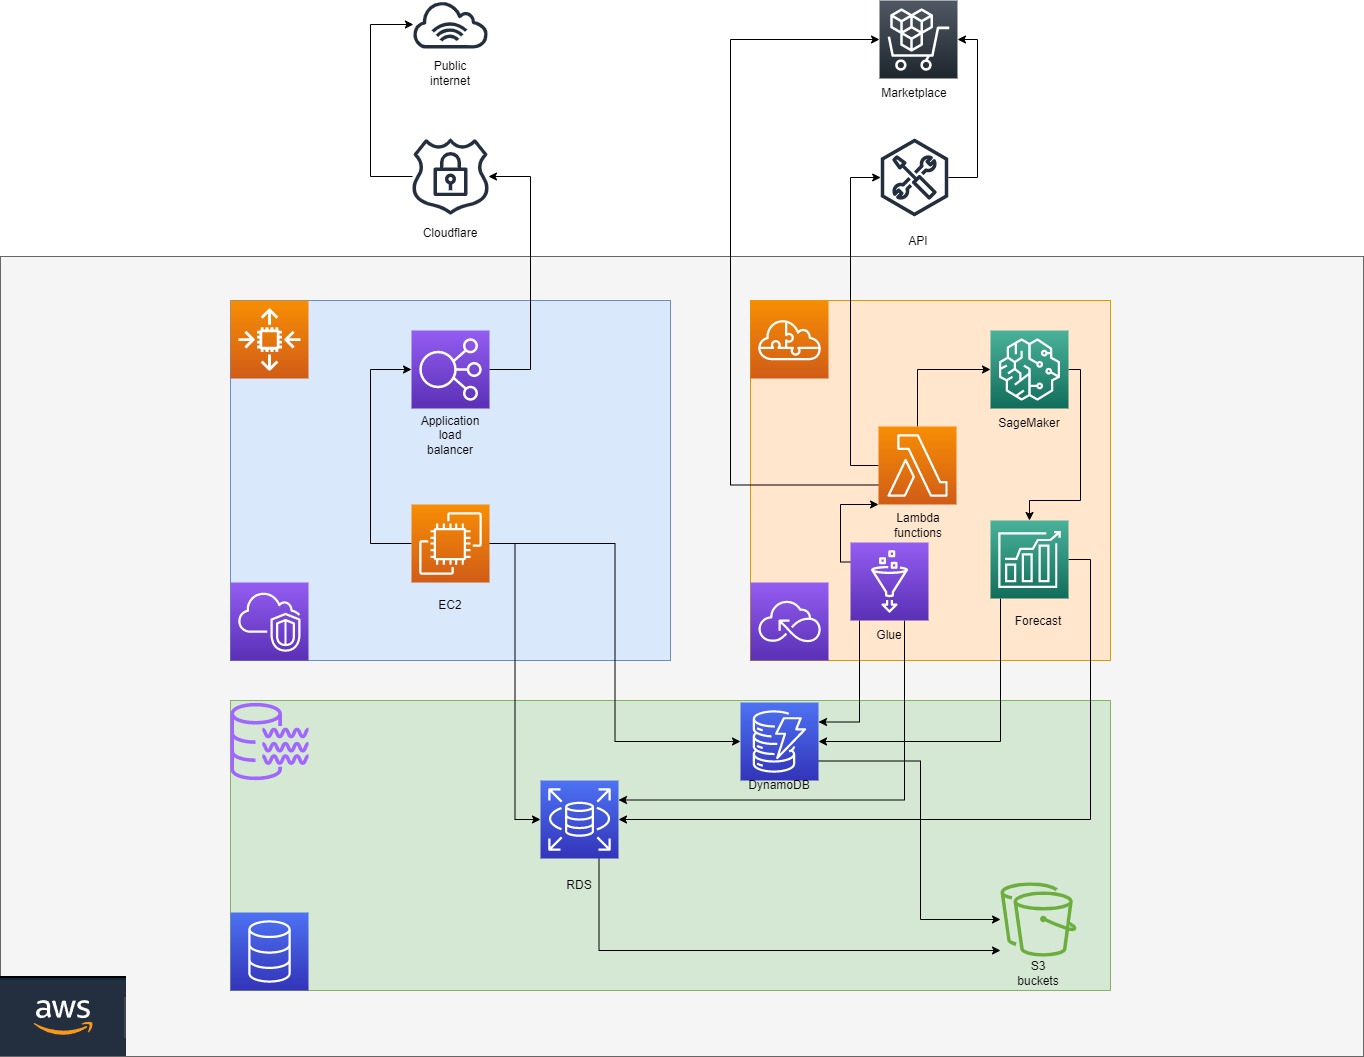 Public
internet
Marketplace
Cloudflare
API
Application
load
balancer
SageMaker
Lambda
functions
EC2
Glue
Forecast
DynamoDB
RDS
S3
buckets
aws